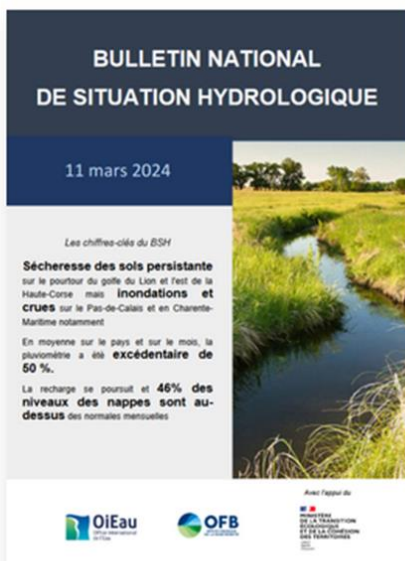 BULLETIN NATIONAL
DE SITUATION HYDROLOGIQUE
11 mars 2024
Les chiffres-clés du BSH
Sécheresse des sols persistante
sur le pourtour du golfe du Lion et l'est de la
Haute-Corse mais inondations et
crues sur le Pas-de-Calais et en Charente-
Maritime notamment
En moyenne sur le pays et sur le mois, la
pluviométrie a été excédentaire de
50 %.
La recharge se poursuit et 46% des
niveaux des nappes sont au-
dessus des normales mensuelles
Avec l'appui du
OiEau
Office International
de l'Eau
OFB
MINISTÈRE
DE LA TRANSITION
ÉCOLOGIQUE
ET DE LA COHÉSION
DES TERRITOIRES